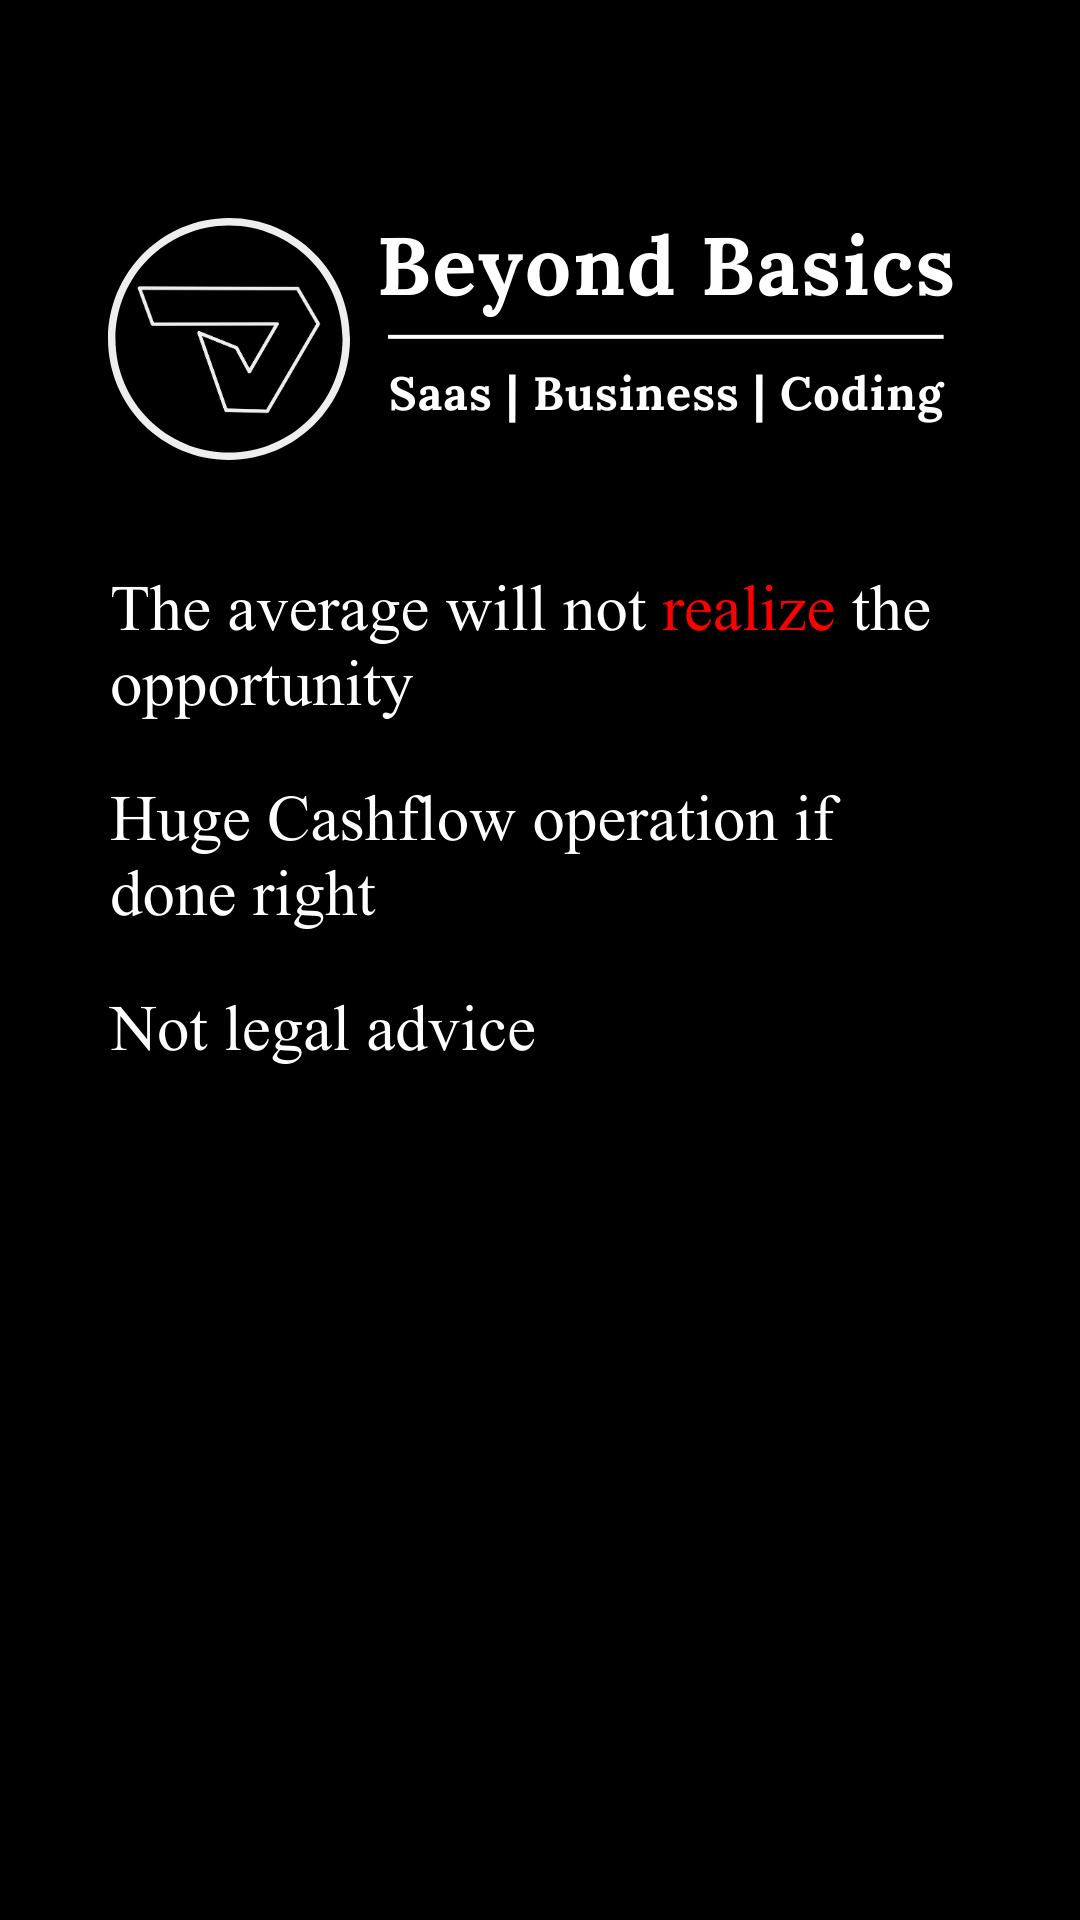 Beyond Basics
Saas | Business | Coding
The average will not realize the
opportunity
Huge Cashflow operation if
done right
Not legal advice